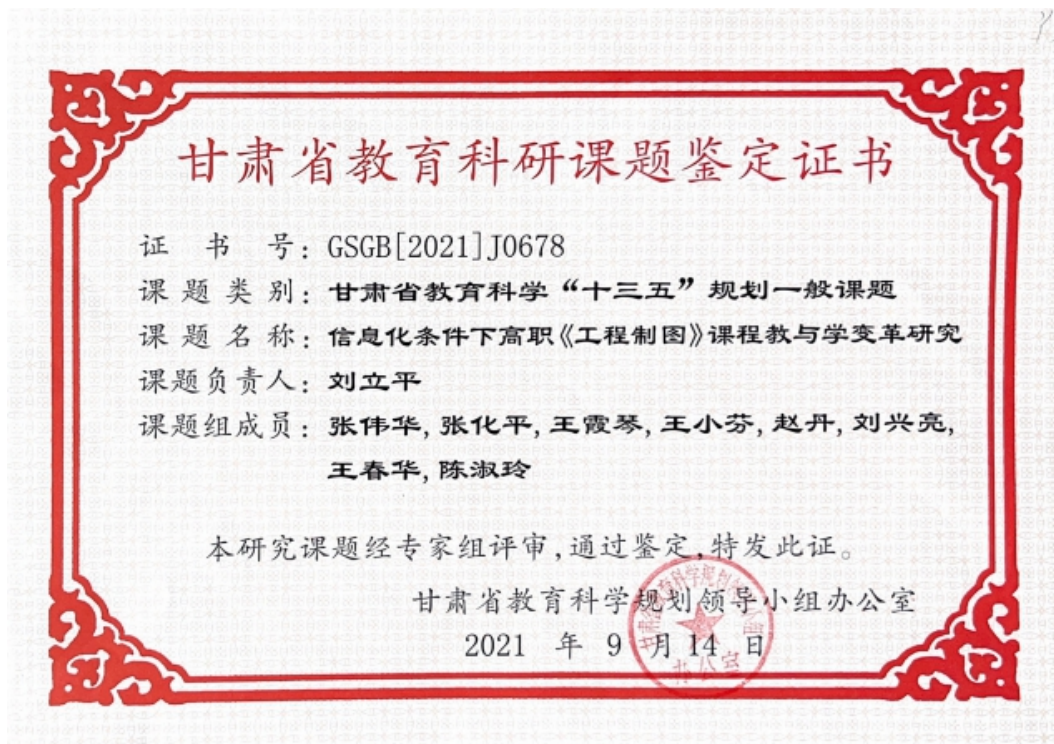 甘肃省教育科研课题鉴定证书
证书号：GSGB[2021]J0678
课题类别：甘肃省教育科学“十三五”规划一般课题
课题名称：信息化条件下高职《工程制图》课程教与学变革研究
课题负责人：刘立平
课题组成员：张伟华，张化平，王霞琴，王小芬，赵丹，刘兴亮，
王春华，陈淑玲
本研究课题经专家组评审，通过鉴定，特发此证。
甘肃省教育科学规划领导小组办公室
2021 年 9 月 14 日